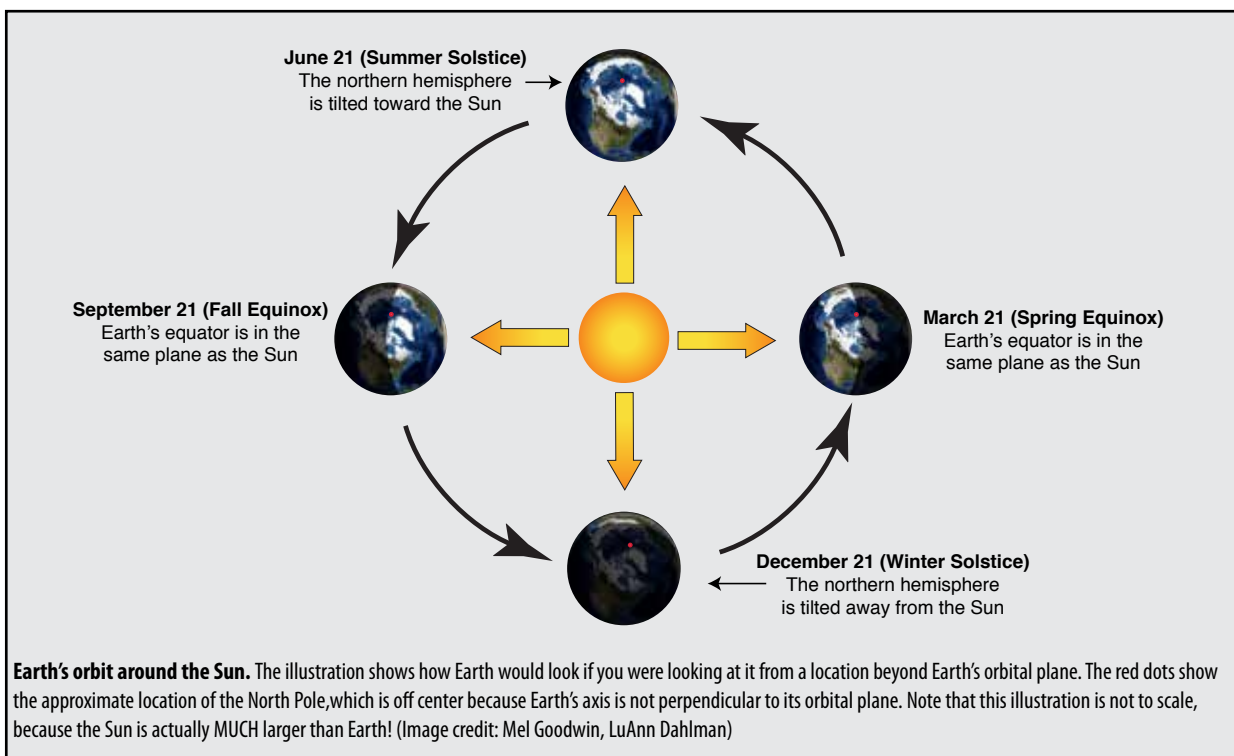 June 21 (Summer Solstice)
The northern hemisphere
is tilted toward the Sun
September 21 (Fall Equinox)
Earth's equator is in the
same plane as the Sun
March 21 (Spring Equinox)
Earth's equator is in the
same plane as the Sun
December 21 (Winter Solstice)
The northern hemisphere
is tilted away from the Sun
Earth's orbit around the Sun. The illustration shows how Earth would look if you were looking at it from a location beyond Earth's orbital plane. The red dots show
the approximate location of the North Pole,which is off center because Earth's axis is not perpendicular to its orbital plane. Note that this illustration is not to scale,
because the Sun is actually MUCH larger than Earth! (Image credit: Mel Goodwin, LuAnn Dahlman)